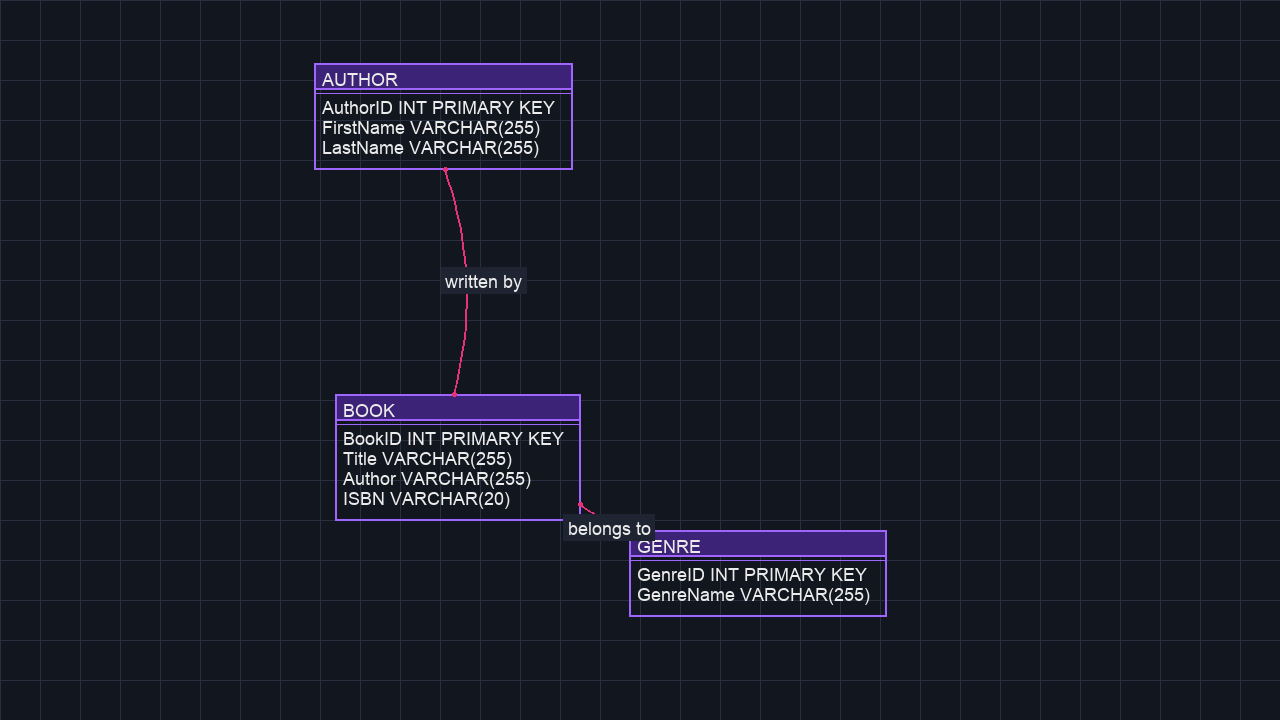 AUTHOR
AuthorID INT PRIMARY KEY
FirstName VARCHAR(255)
LastName VARCHAR(255)
written by
BOOK
BookID INT PRIMARY KEY
Title VARCHAR(255)
Author VARCHAR(255)
ISBN VARCHAR(20)
belongs to
GENRE
GenreID INT PRIMARY KEY
GenreName VARCHAR(255)